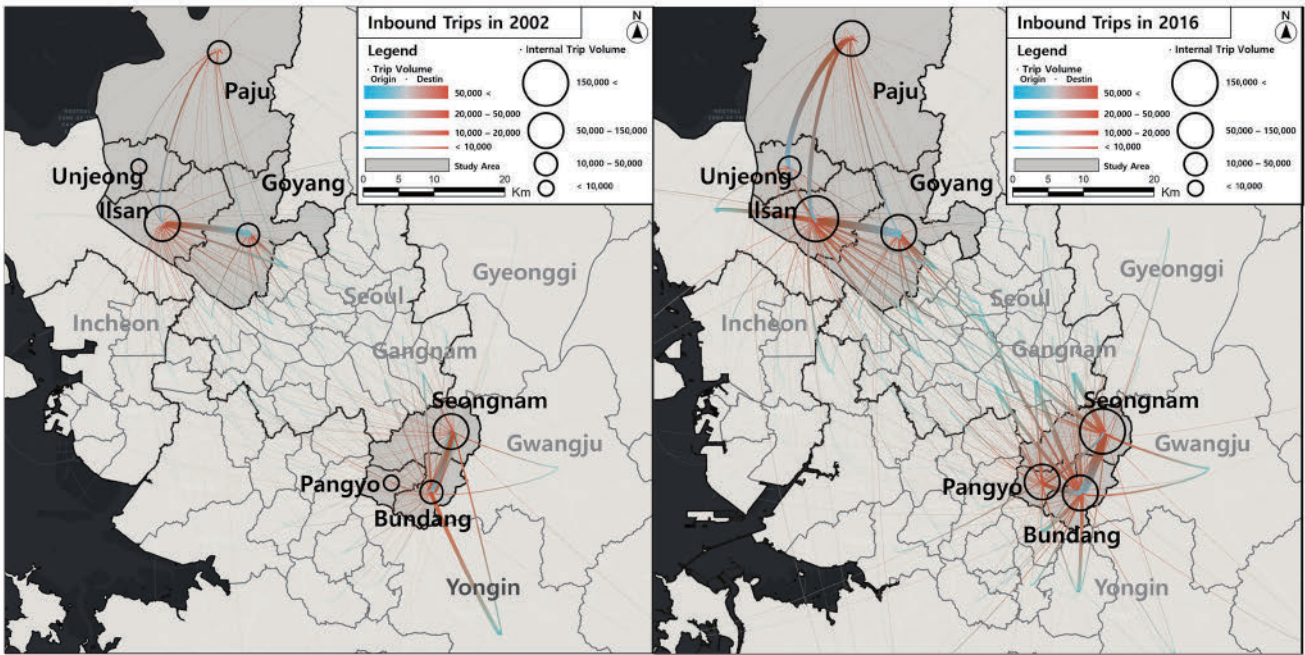 Inbound Trips in 2002
N
Legend
· Trip Volume
Origin · Destin
50,000 <
20,000 – 50,000
10,000 – 20,000
< 10,000
Study Area
0 5 10 20
Km
· Internal Trip Volume
150,000 <
50,000 – 150,000
10,000 – 50,000
< 10,000
Paju
Unjeong
Goyang
Ilsan
Gyeonggi
Seoul
Incheon
Gangnam
Seongnam
Gwangju
Pangyo
Bundang
Yongin
Inbound Trips in 2016
N
Legend
· Trip Volume
Origin · Destin
50,000 <
20,000 – 50,000
10,000 – 20,000
< 10,000
Study Area
0 5 10 20
Km
· Internal Trip Volume
150,000 <
50,000 – 150,000
10,000 – 50,000
< 10,000
Paju
Unjeong
Goyang
Ilsan
Gyeonggi
Seoul
Incheon
Gangnam
Seongnam
Gwangju
Pangyo
Bundang
Yongin